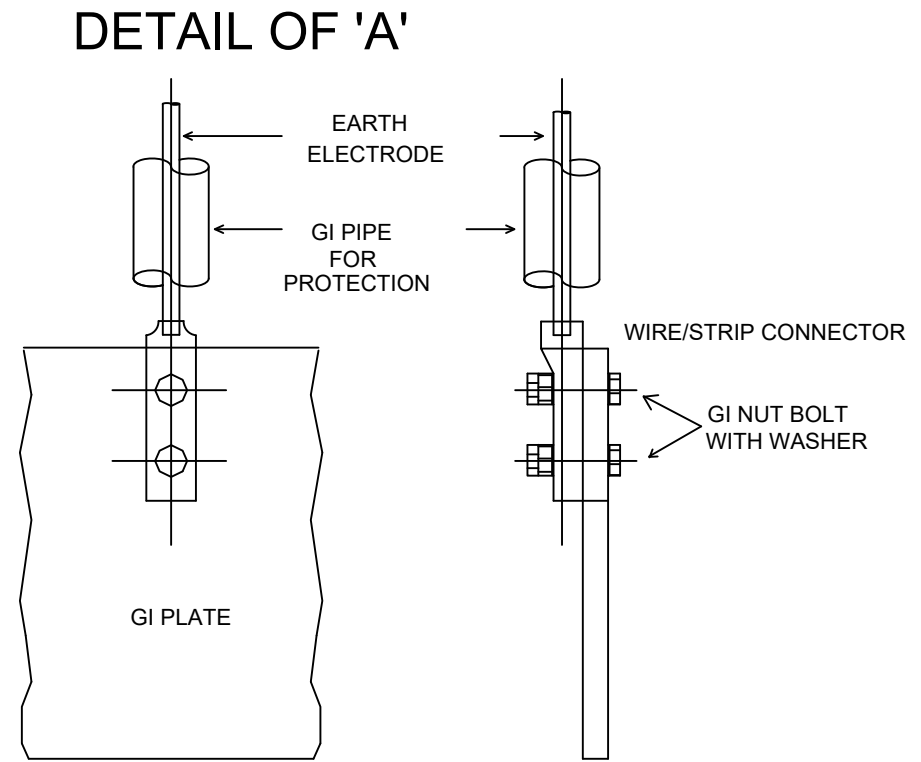 DETAIL OF 'A'
EARTH
ELECTRODE
GI PIPE
FOR
PROTECTION
WIRE/STRIP CONNECTOR
GI NUT BOLT
WITH WASHER
GI PLATE